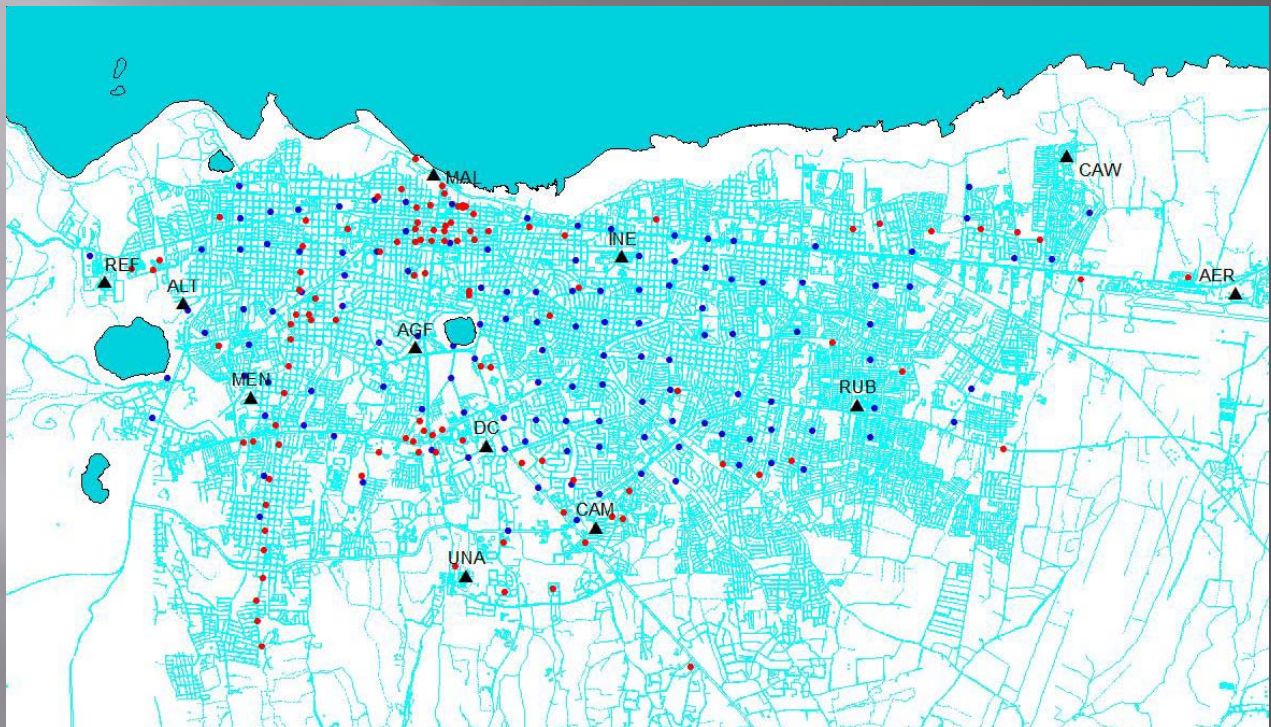 MAL
CAW
INE
REF
AER
ALT
AGF
MEN
RUB
DC
CAM
UNA